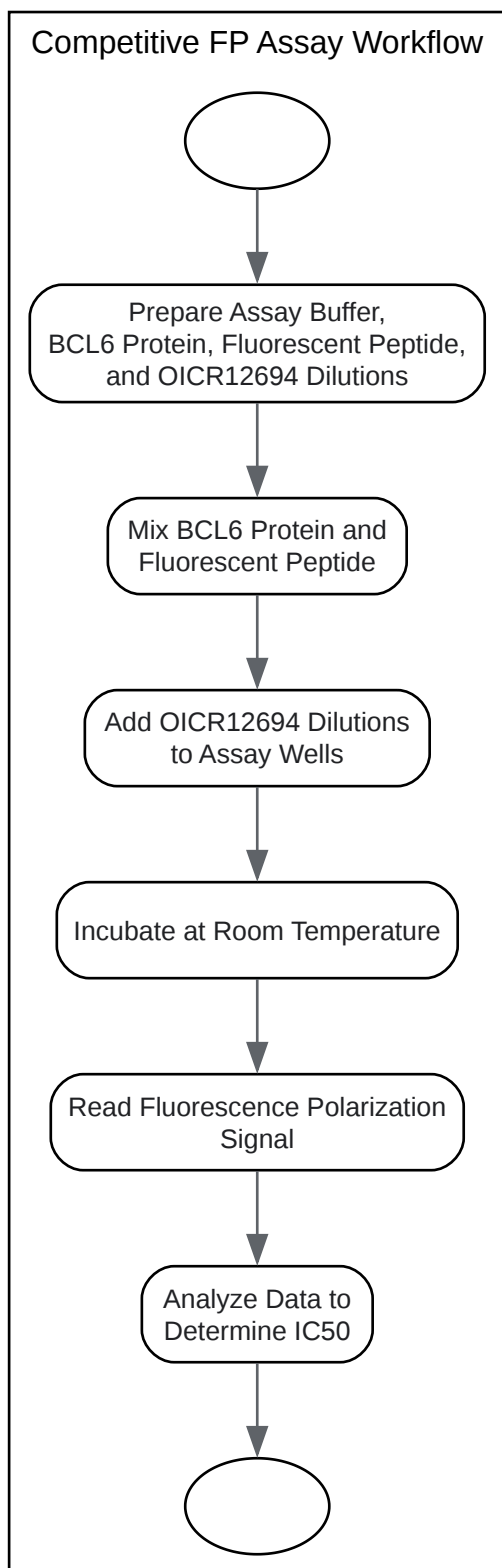 Competitive FP Assay Workflow
Prepare Assay Buffer,
BCL6 Protein, Fluorescent Peptide,
and OICR12694 Dilutions
Mix BCL6 Protein and
Fluorescent Peptide
Add OICR12694 Dilutions
to Assay Wells
Incubate at Room Temperature
Read Fluorescence Polarization
Signal
Analyze Data to
Determine IC50